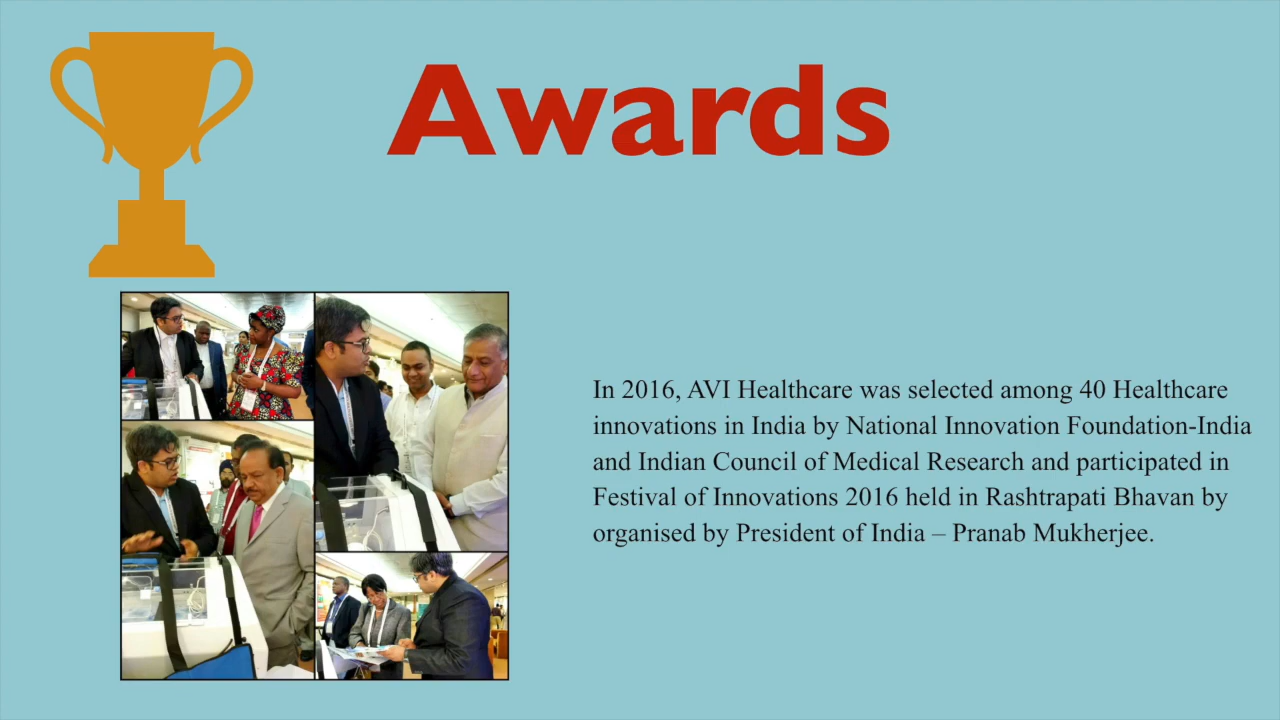 Awards
In 2016, AVI Healthcare was selected among 40 Healthcare
innovations in India by National Innovation Foundation-India
and Indian Council of Medical Research and participated in
Festival of Innovations 2016 held in Rashtrapati Bhavan by
organised by President of India – Pranab Mukherjee.